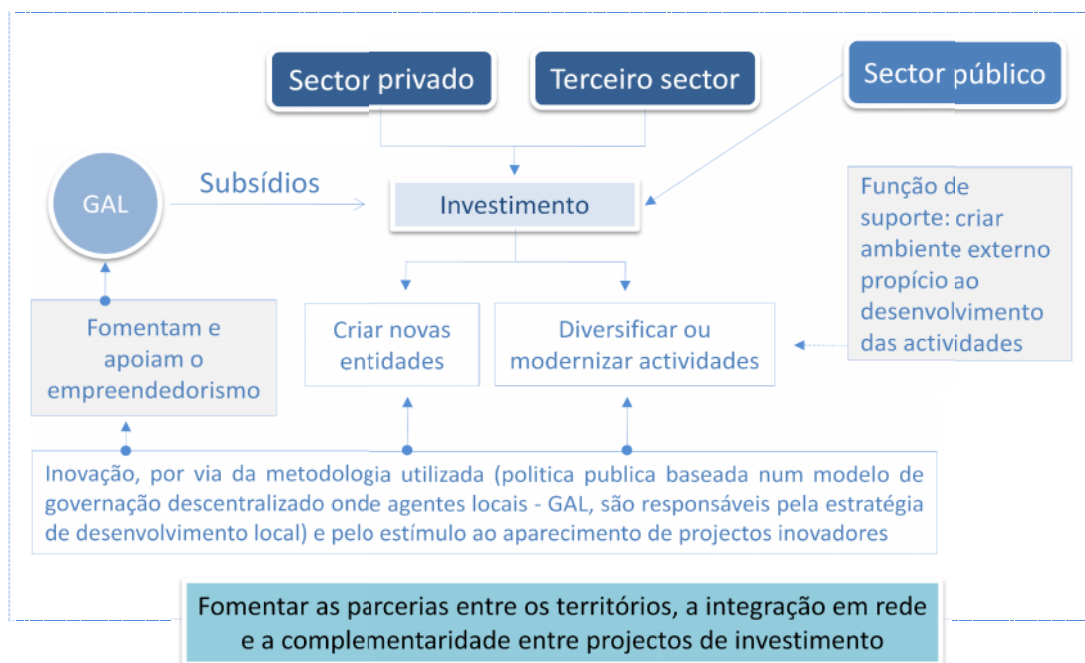 Sector privado
Terceiro sector
Sector público
GAL
Subsídios
Investimento
Função de
suporte: criar
ambiente externo
propício ao
desenvolvimento
das actividades
Fomentam e
apoiam o
empreendedorismo
Criar novas
entidades
Diversificar ou
modernizar actividades
Inovação, por via da metodologia utilizada (politica publica baseada num modelo de
governação descentralizado onde agentes locais - GAL, são responsáveis pela estratégia
de desenvolvimento local) e pelo estímulo ao aparecimento de projectos inovadores
Fomentar as parcerias entre os territórios, a integração em rede
e a complementaridade entre projectos de investimento